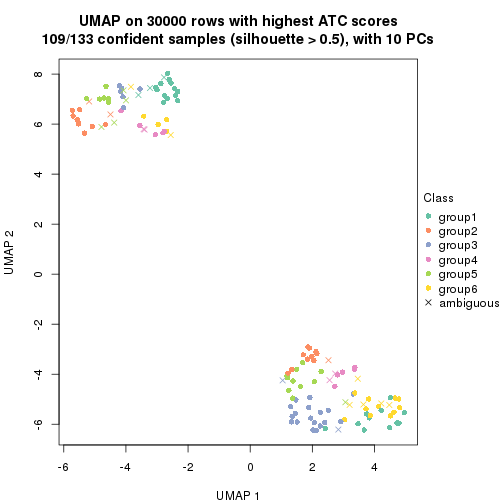 UMAP on 30000 rows with highest ATC scores
109/133 confident samples (silhouette > 0.5), with 10 PCs
8
6
4
2
0
-2
-4
-6
UMAP 2
-6
-4
-2
0
2
4
UMAP 1
Class
group1
group2
group3
group4
group5
group6
ambiguous